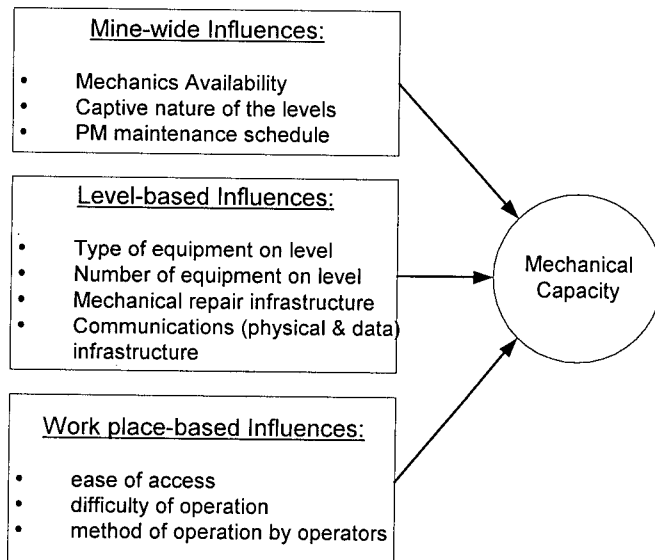 Mine-wide Influences:
• Mechanics Availability
• Captive nature of the levels
• PM maintenance schedule
Level-based Influences:
• Type of equipment on level
• Number of equipment on level
• Mechanical repair infrastructure
• Communications (physical & data)
infrastructure
Work place-based Influences:
• ease of access
• difficulty of operation
• method of operation by operators
Mechanical
Capacity